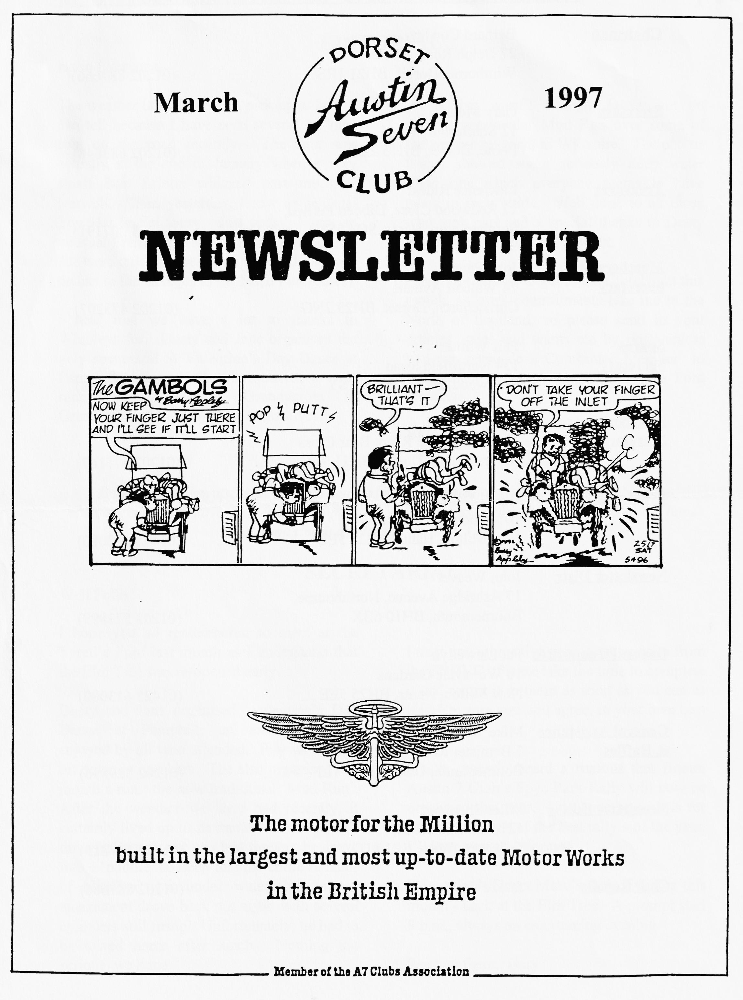 March
DORSET
Austin
Seven
CLUB
1997
NEWSLETTER
The GAMBOLS
by Barry Appleby
NOW KEEP
YOUR FINGER JUST THERE
AND I'LL SEE IF IT'LL START
POP PUTT
BRILLIANT—
THAT'S IT
DON'T TAKE YOUR FINGER
OFF THE INLET
Barry
Appleby
25/7
SAT
5496
The motor for the Million
built in the largest and most up-to-date Motor Works
in the British Empire
Member of the A7 Clubs Association